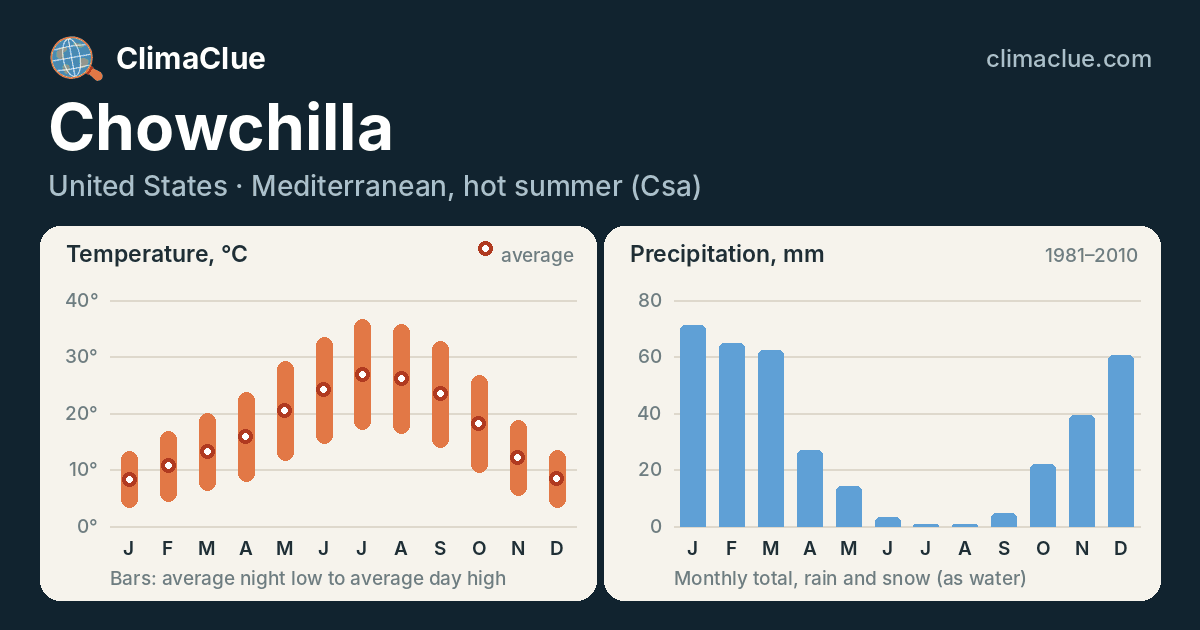 ClimaClue
climaclue.com
Chowchilla
United States · Mediterranean, hot summer (Csa)
Temperature, °C
average
40°
30°
20°
10°
0°
J F M A M J J A S O N D
Bars: average night low to average day high
Precipitation, mm
1981–2010
80
60
40
20
0
J F M A M J J A S O N D
Monthly total, rain and snow (as water)